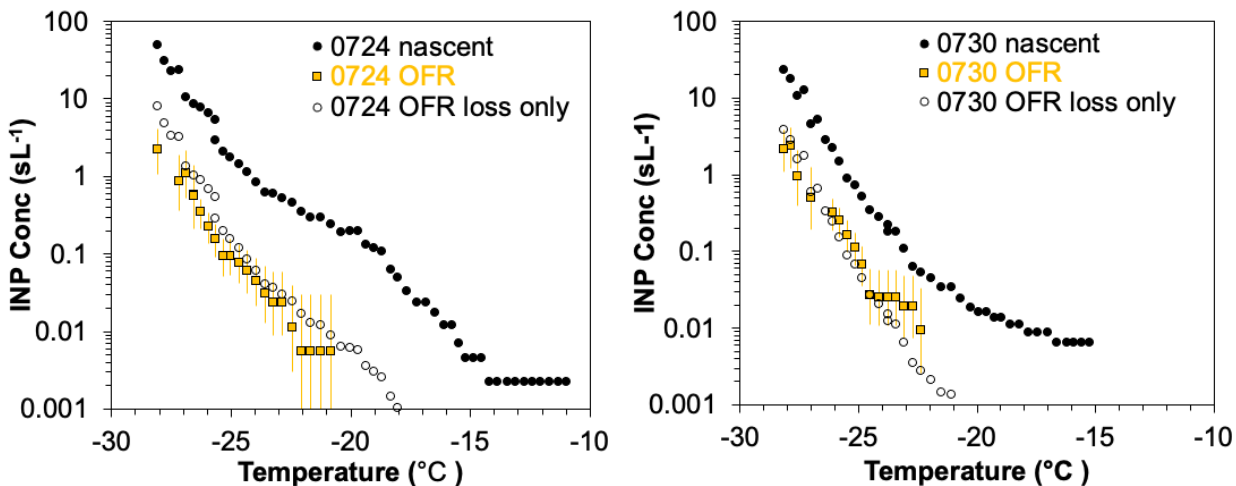 100
10
1
0.1
0.01
0.001
INP Conc (sL-1)
-30
-25
-20
-15
-10
Temperature (°C )
0724 nascent
0724 OFR
0724 OFR loss only
100
10
1
0.1
0.01
0.001
INP Conc (sL-1)
-30
-25
-20
-15
-10
Temperature (°C )
0730 nascent
0730 OFR
0730 OFR loss only